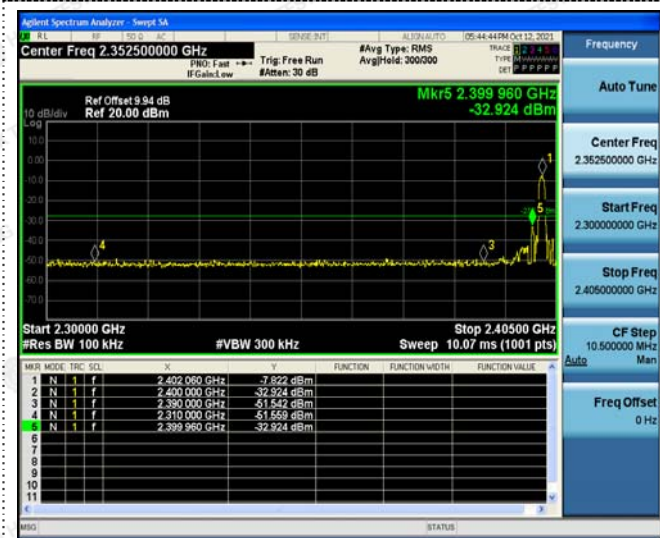 Agilent Spectrum Analyzer - Swept SA
RL RF 50 Ω AC SENSE:INT ALIGN AUTO 05:44:44 PM Oct 12, 2021
Center Freq 2.352500000 GHz
PNO: Fast Trig: Free Run
IFGain:Low #Atten: 30 dB
#Avg Type: RMS
Avg|Hold: 300/300
TRACE 1 2 3 4 5 6
TYPE
DET P P P P P P
Mkr5 2.399 960 GHz
-32.924 dBm
Ref Offset 9.94 dB
10 dB/div Ref 20.00 dBm
Log
10.0
0.00
-10.0
-20.0
-30.0
-40.0
-50.0
-60.0
-70.0
1
5
3
4
Start 2.30000 GHz Stop 2.40500 GHz
#Res BW 100 kHz #VBW 300 kHz Sweep 10.07 ms (1001 pts)
MKR MODE TRC SCL X Y FUNCTION FUNCTION WIDTH FUNCTION VALUE
1 N 1 f 2.402 060 GHz -7.822 dBm
2 N 1 f 2.400 000 GHz -32.924 dBm
3 N 1 f 2.390 000 GHz -51.542 dBm
4 N 1 f 2.310 000 GHz -51.559 dBm
5 N 1 f 2.399 960 GHz -32.924 dBm
6
7
8
9
10
11
MSG STATUS
Frequency
Auto Tune
Center Freq
2.352500000 GHz
Start Freq
2.300000000 GHz
Stop Freq
2.405000000 GHz
CF Step
10.500000 MHz
Auto Man
Freq Offset
0 Hz